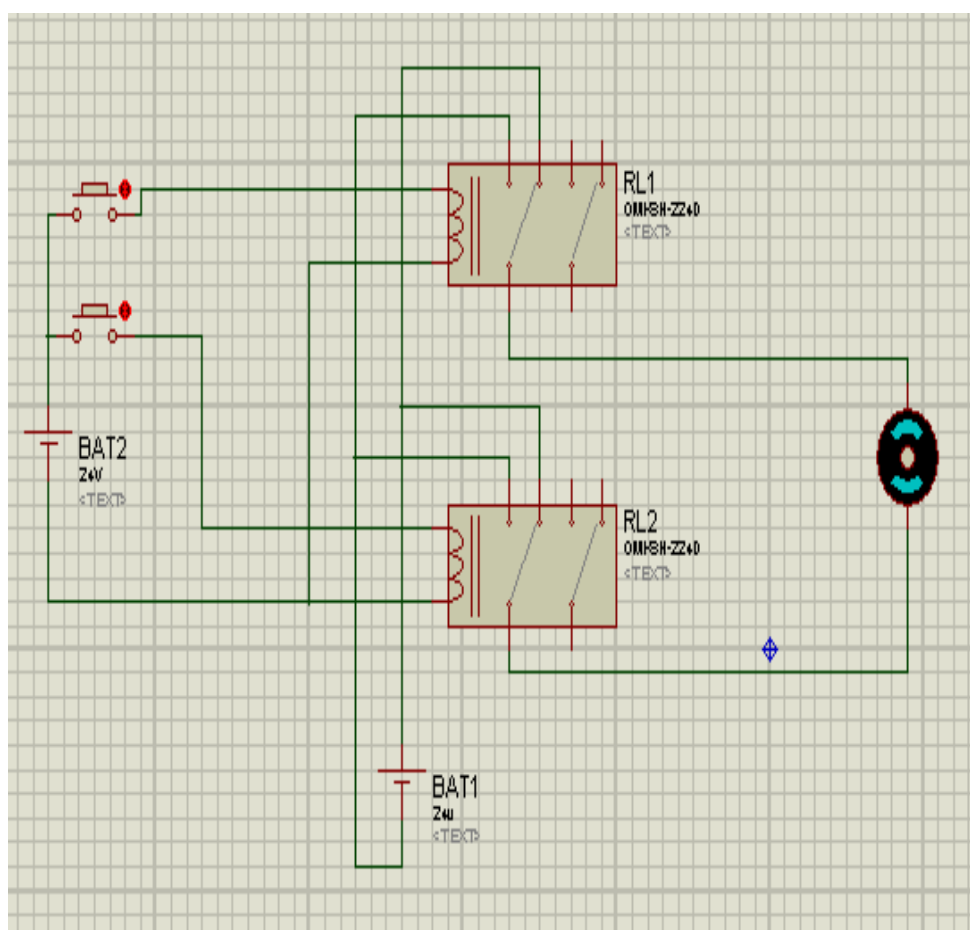 RL1
OMI-SH-224D
<TEXT>
BAT2
24V
<TEXT>
RL2
OMI-SH-224D
<TEXT>
BAT1
24V
<TEXT>